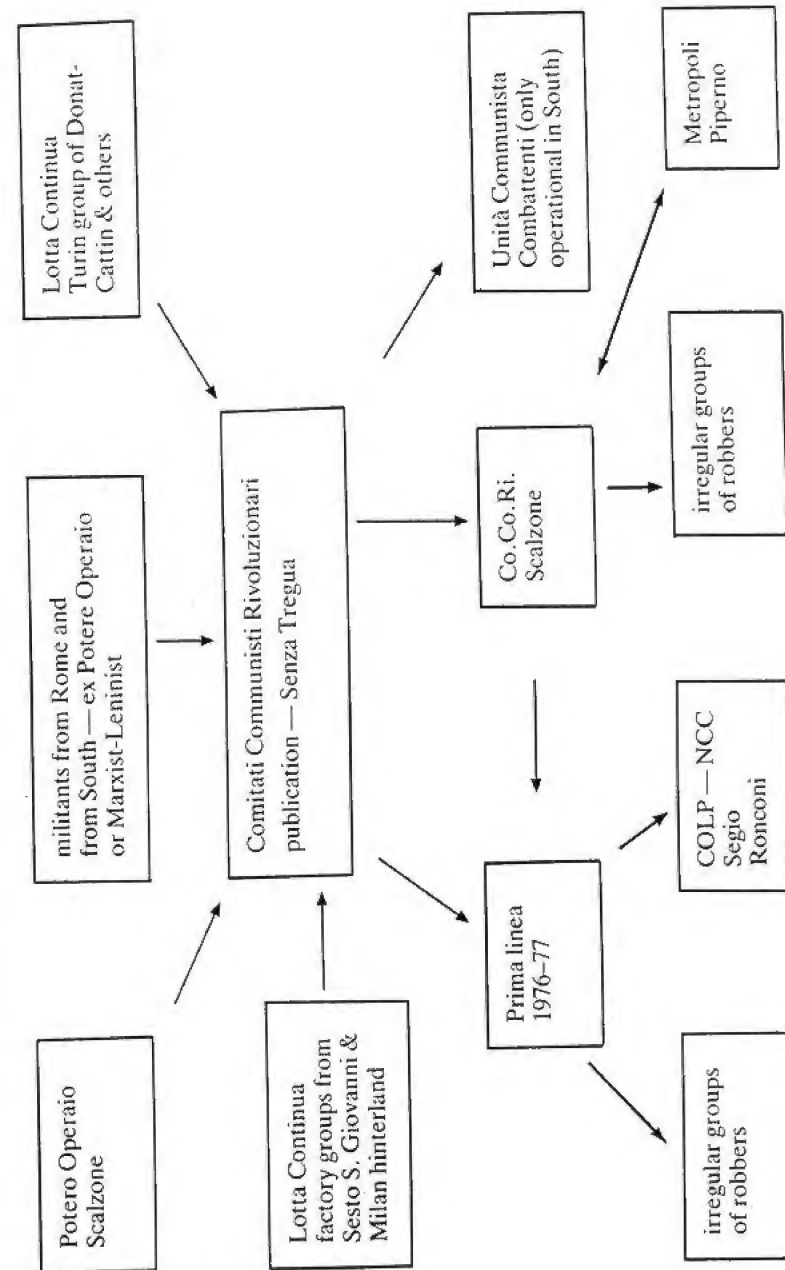 Potero Operaio
Scalzone
militants from Rome and
from South — ex Potere Operaio
or Marxist-Leninist
Lotta Continua
Turin group of Donat-
Cattin & others
Lotta Continua
factory groups from
Sesto S. Giovanni &
Milan hinterland
Comitati Communisti Rivoluzionari
publication — Senza Tregua
Prima linea
1976–77
Co.Co.Ri.
Scalzone
Unità Communista
Combattenti (only
operational in South)
irregular groups
of robbers
COLP — NCC
Segio
Ronconi
irregular groups
of robbers
Metropoli
Piperno